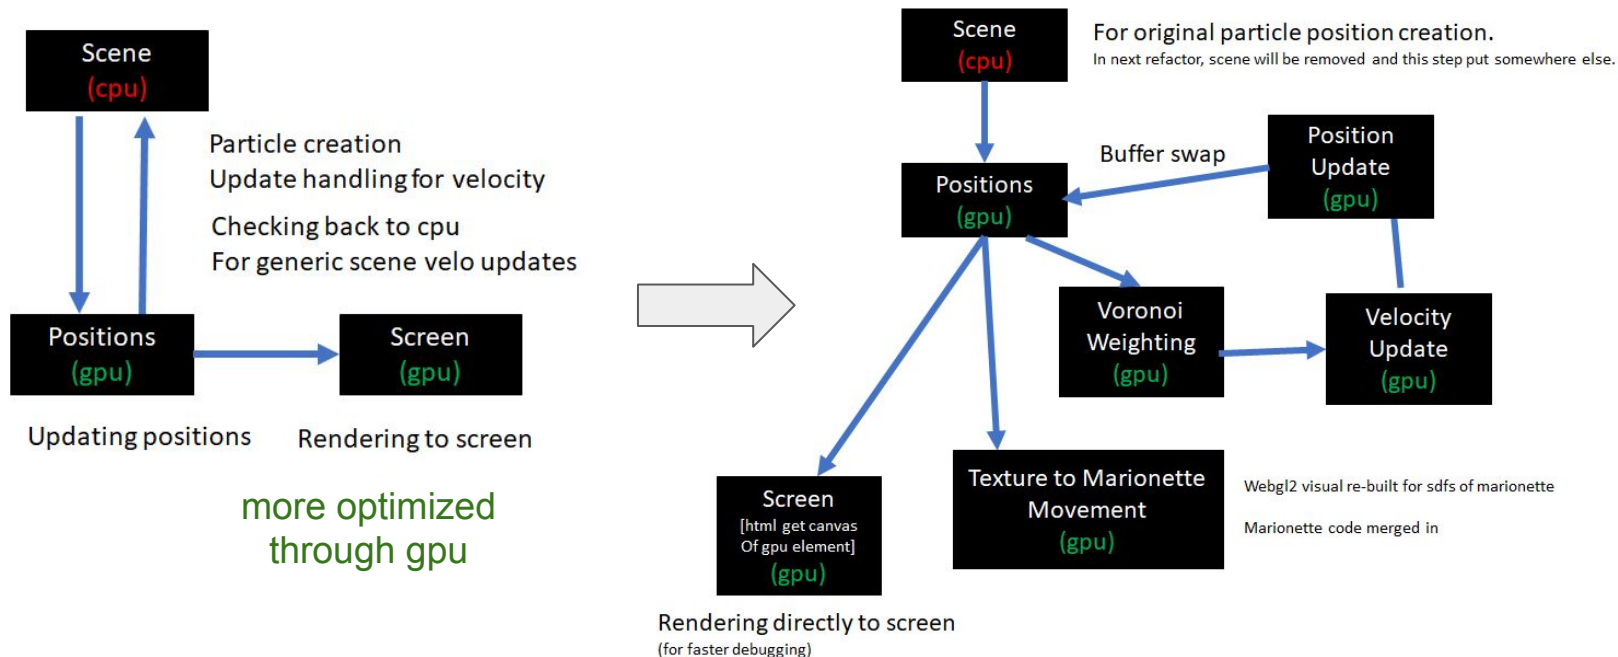 Scene
(cpu)
Particle creation
Update handling for velocity
Checking back to cpu
For generic scene velo updates
Positions
(gpu)
Screen
(gpu)
Updating positions
Rendering to screen
more optimized
through gpu
Scene
(cpu)
For original particle position creation.
In next refactor, scene will be removed and this step put somewhere else.
Position
Update
(gpu)
Buffer swap
Positions
(gpu)
Voronoi
Weighting
(gpu)
Velocity
Update
(gpu)
Screen
[html get canvas
Of gpu element]
(gpu)
Texture to Marionette
Movement
(gpu)
Webgl2 visual re-built for sdfs of marionette
Marionette code merged in
Rendering directly to screen
(for faster debugging)